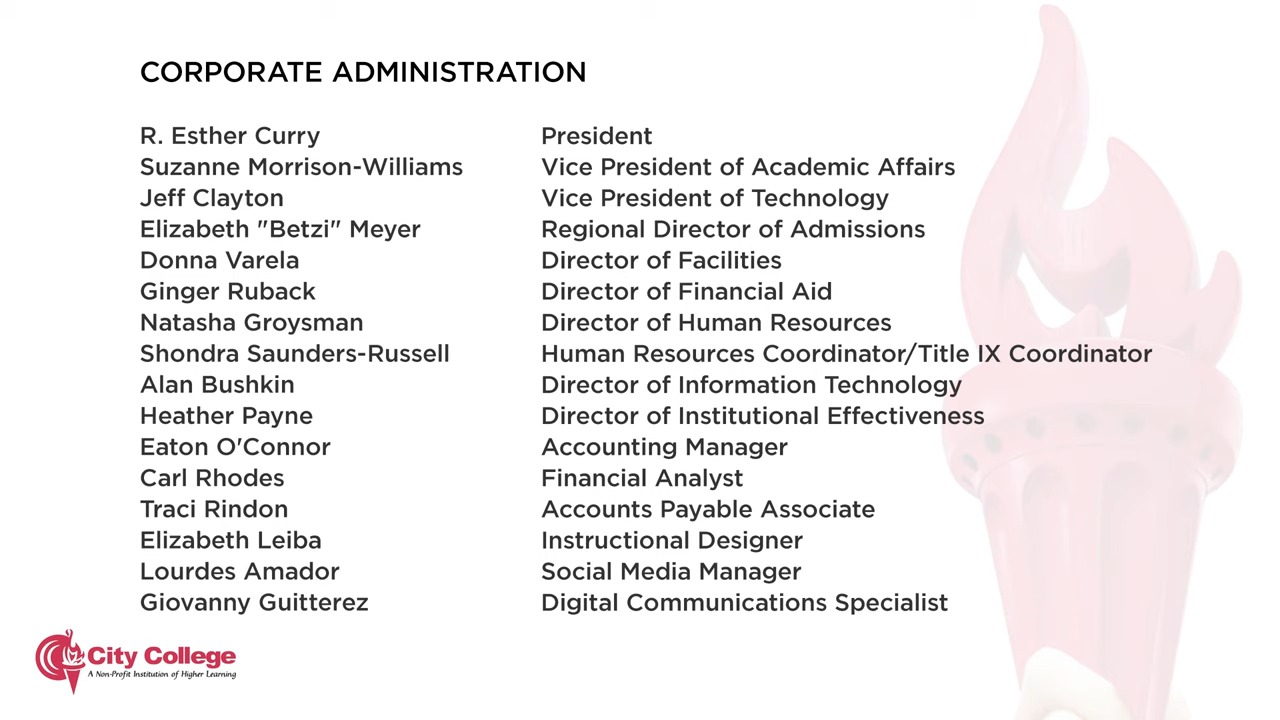 CORPORATE ADMINISTRATION
R. Esther Curry President
Suzanne Morrison-Williams Vice President of Academic Affairs
Jeff Clayton Vice President of Technology
Elizabeth "Betzi" Meyer Regional Director of Admissions
Donna Varela Director of Facilities
Ginger Ruback Director of Financial Aid
Natasha Groysman Director of Human Resources
Shondra Saunders-Russell Human Resources Coordinator/Title IX Coordinator
Alan Bushkin Director of Information Technology
Heather Payne Director of Institutional Effectiveness
Eaton O'Connor Accounting Manager
Carl Rhodes Financial Analyst
Traci Rindon Accounts Payable Associate
Elizabeth Leiba Instructional Designer
Lourdes Amador Social Media Manager
Giovanny Guitterez Digital Communications Specialist
City College
A Non-Profit Institution of Higher Learning